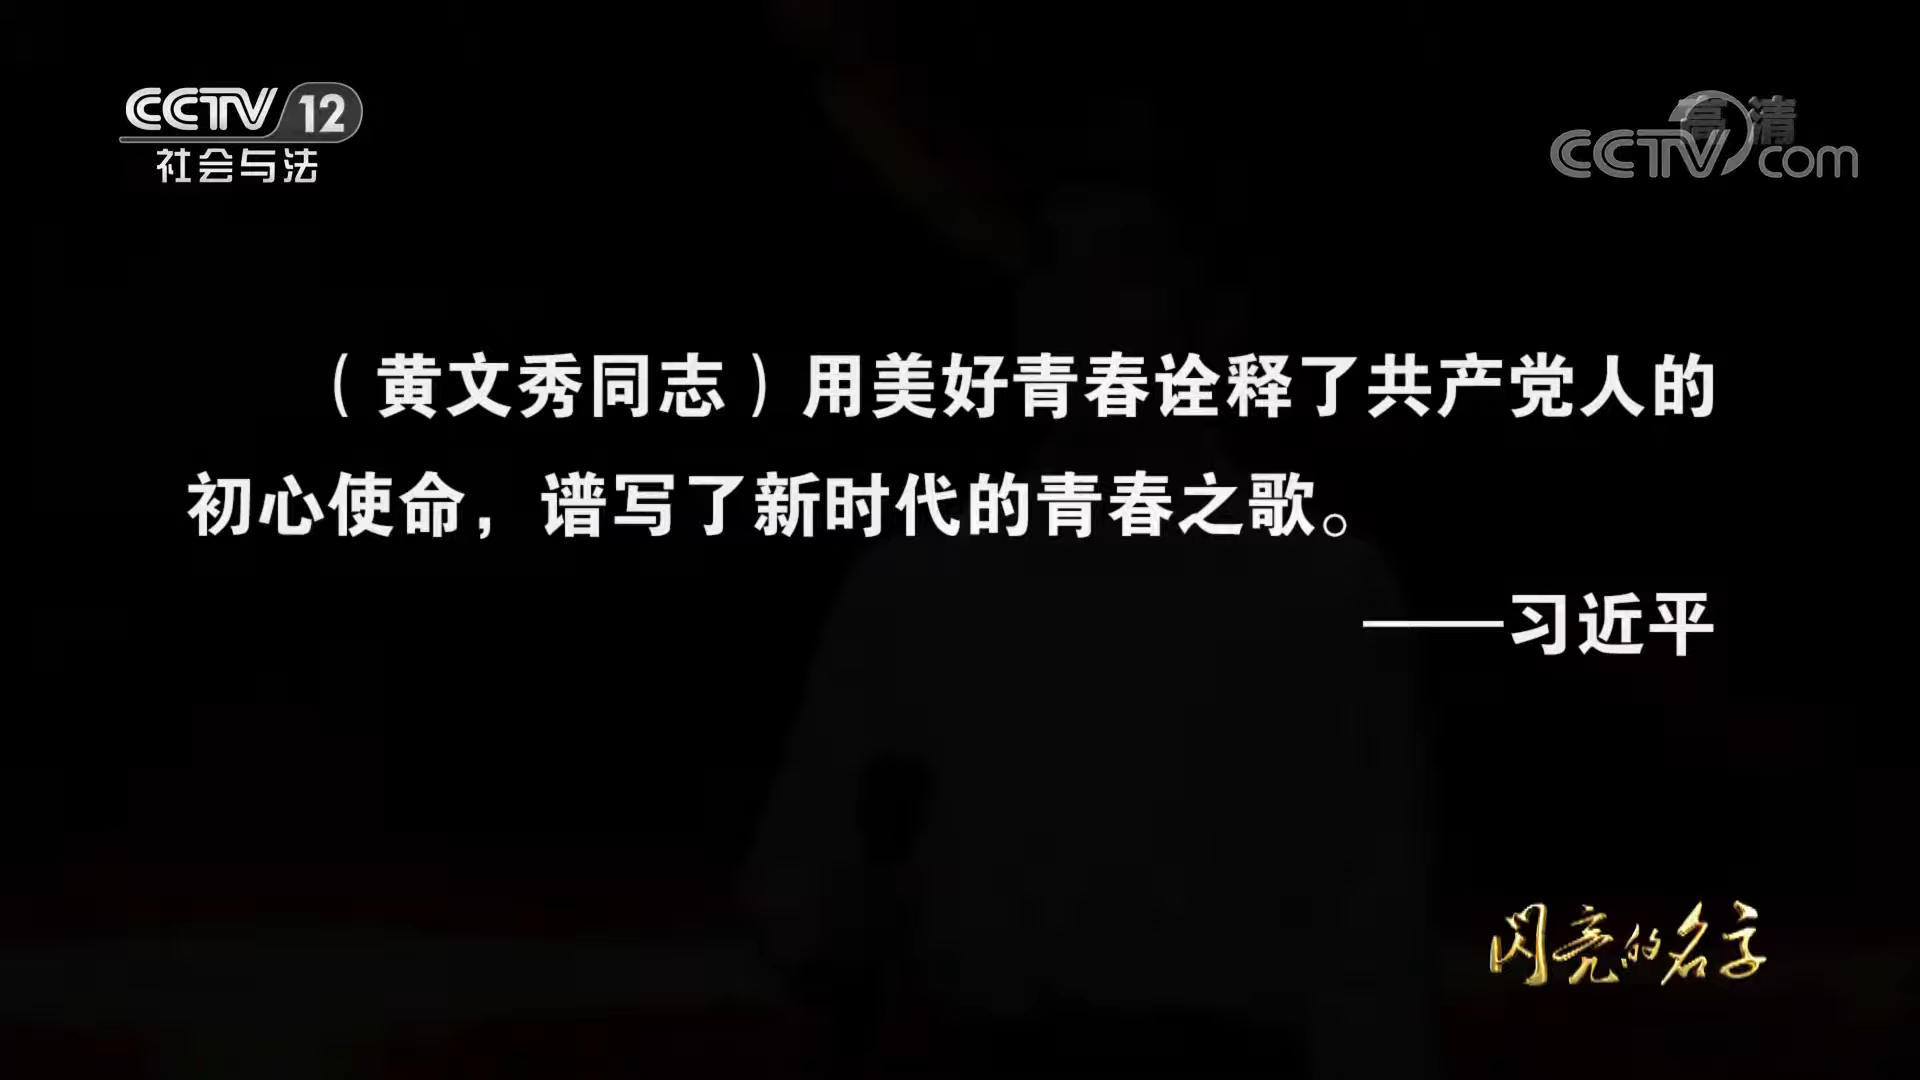 CCTV 12
社会与法
高清
CCTV com
（黄文秀同志）用美好青春诠释了共产党人的
初心使命，谱写了新时代的青春之歌。
——习近平
闪亮的名字